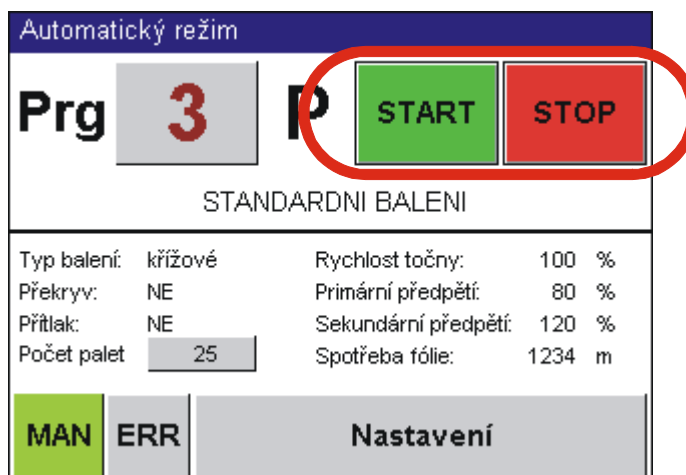 Automatický režim
Prg 3 P START STOP
STANDARDNI BALENI
Typ balení: křížové Rychlost točny: 100 %
Překryv: NE Primární předpětí: 80 %
Přítlak: NE Sekundární předpětí: 120 %
Počet palet 25 Spotřeba fólie: 1234 m
MAN ERR Nastavení